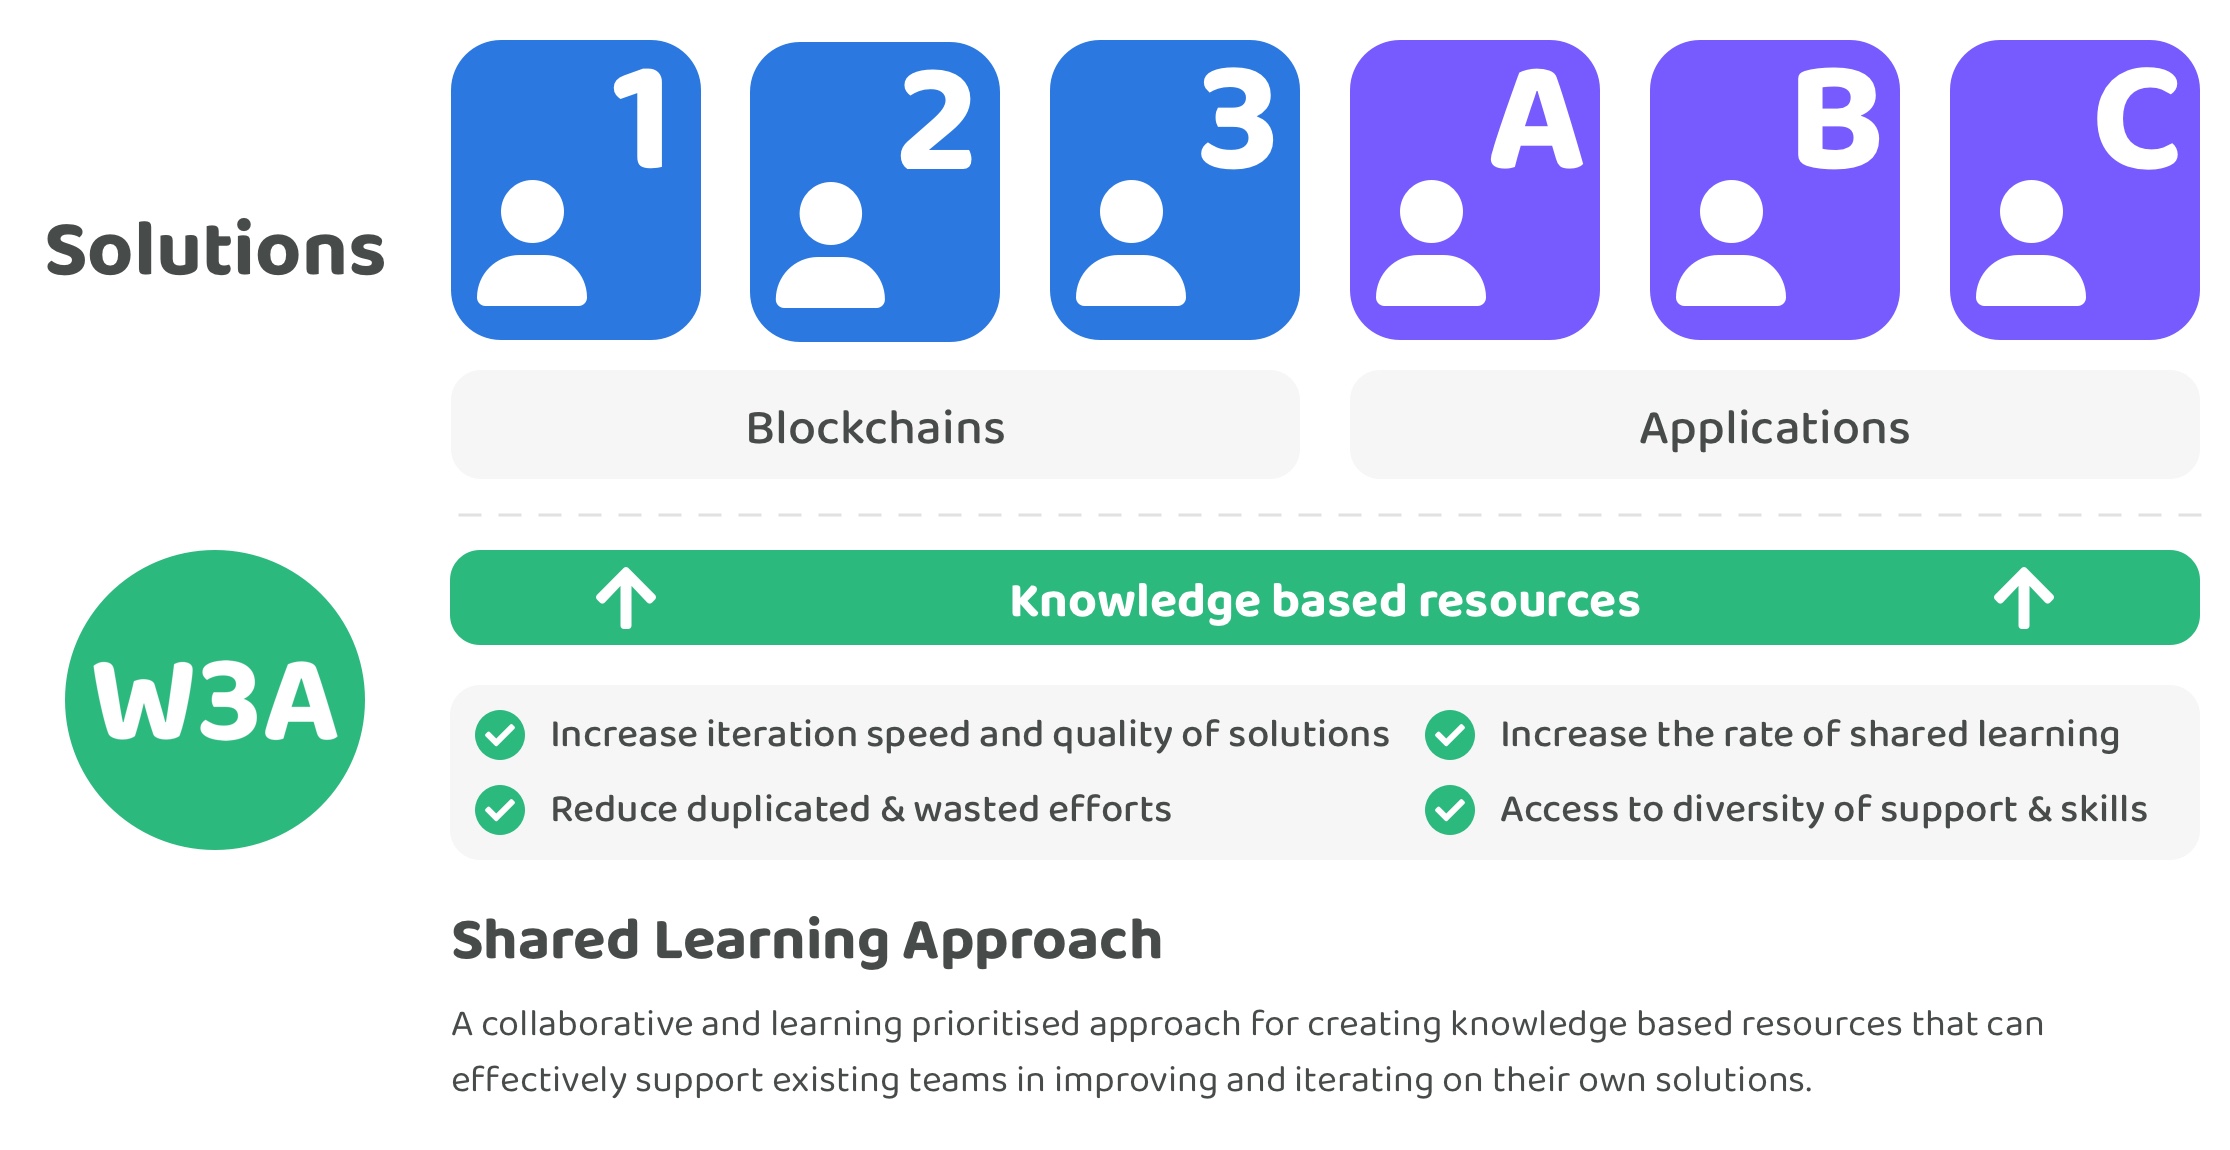 1 2 3 A B C
Solutions
Blockchains Applications
Knowledge based resources
W3A
Increase iteration speed and quality of solutions
Increase the rate of shared learning
Reduce duplicated & wasted efforts
Access to diversity of support & skills
Shared Learning Approach
A collaborative and learning prioritised approach for creating knowledge based resources that can
effectively support existing teams in improving and iterating on their own solutions.